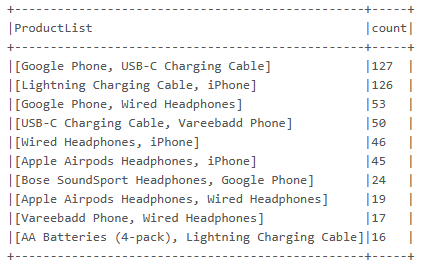 +-----------------------------------------------+-----+
|ProductList                                    |count|
+-----------------------------------------------+-----+
|[Google Phone, USB-C Charging Cable]           |127  |
|[Lightning Charging Cable, iPhone]             |126  |
|[Google Phone, Wired Headphones]               |53   |
|[USB-C Charging Cable, Vareebadd Phone]        |50   |
|[Wired Headphones, iPhone]                     |46   |
|[Apple Airpods Headphones, iPhone]             |45   |
|[Bose SoundSport Headphones, Google Phone]     |24   |
|[Apple Airpods Headphones, Wired Headphones]   |19   |
|[Vareebadd Phone, Wired Headphones]            |17   |
|[AA Batteries (4-pack), Lightning Charging Cable]|16   |
+-----------------------------------------------+-----+